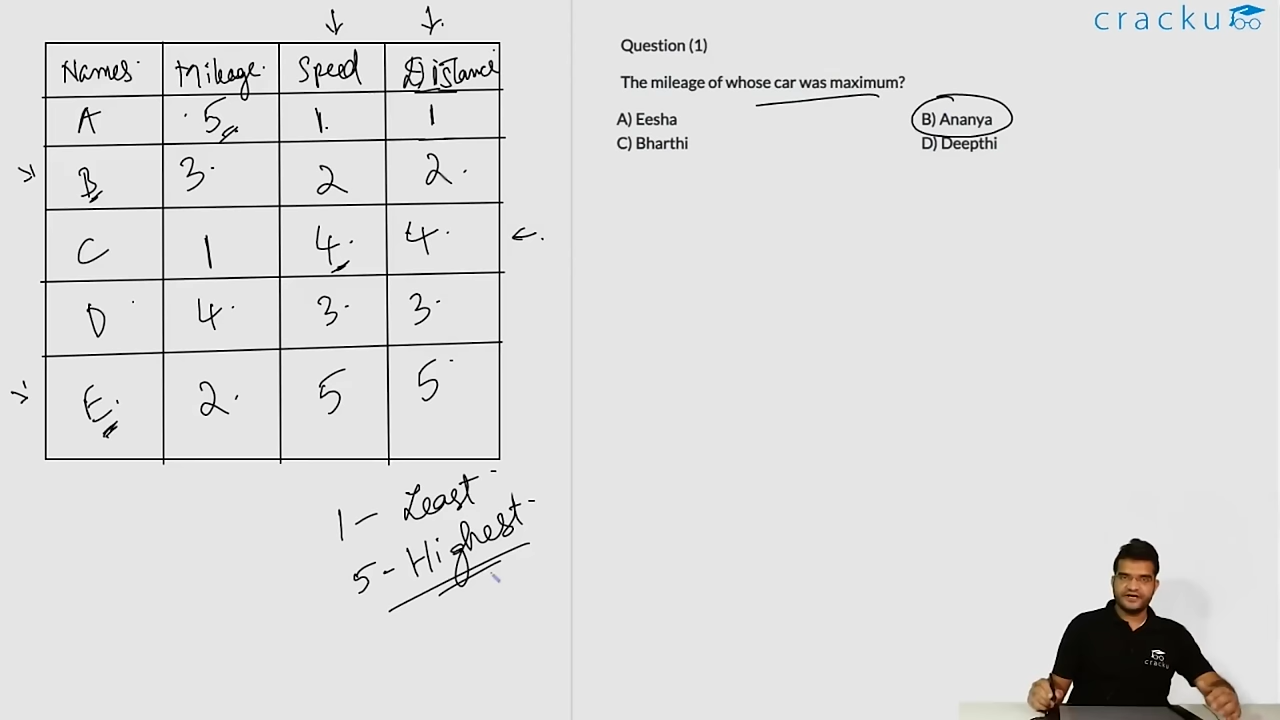 cracku
Names Mileage Speed Distance
A 5 1 1
B 3 2 2
C 1 4 4
D 4 3 3
E 2 5 5
1 - Least
5 - Highest
Question (1)
The mileage of whose car was maximum?
A) Eesha B) Ananya
C) Bharthi D) Deepthi
cracku